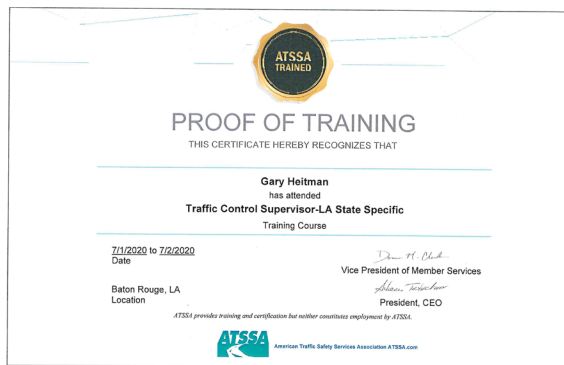 ATSSA
TRAINED
PROOF OF TRAINING
THIS CERTIFICATE HEREBY RECOGNIZES THAT
Gary Heitman
has attended
Traffic Control Supervisor-LA State Specific
Training Course
7/1/2020 to 7/2/2020
Date
Vice President of Member Services
Baton Rouge, LA
Location
President, CEO
ATSSA provides training and certification but neither constitutes employment by ATSSA.
ATSSA American Traffic Safety Services Association ATSSA.com